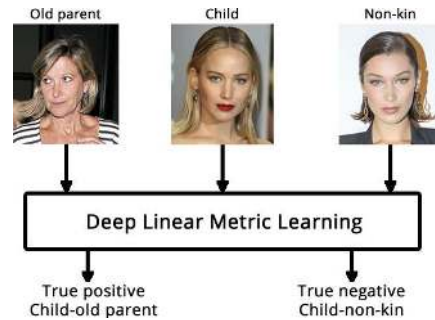 Old parent
Child
Non-kin
Deep Linear Metric Learning
True positive
Child-old parent
True negative
Child-non-kin